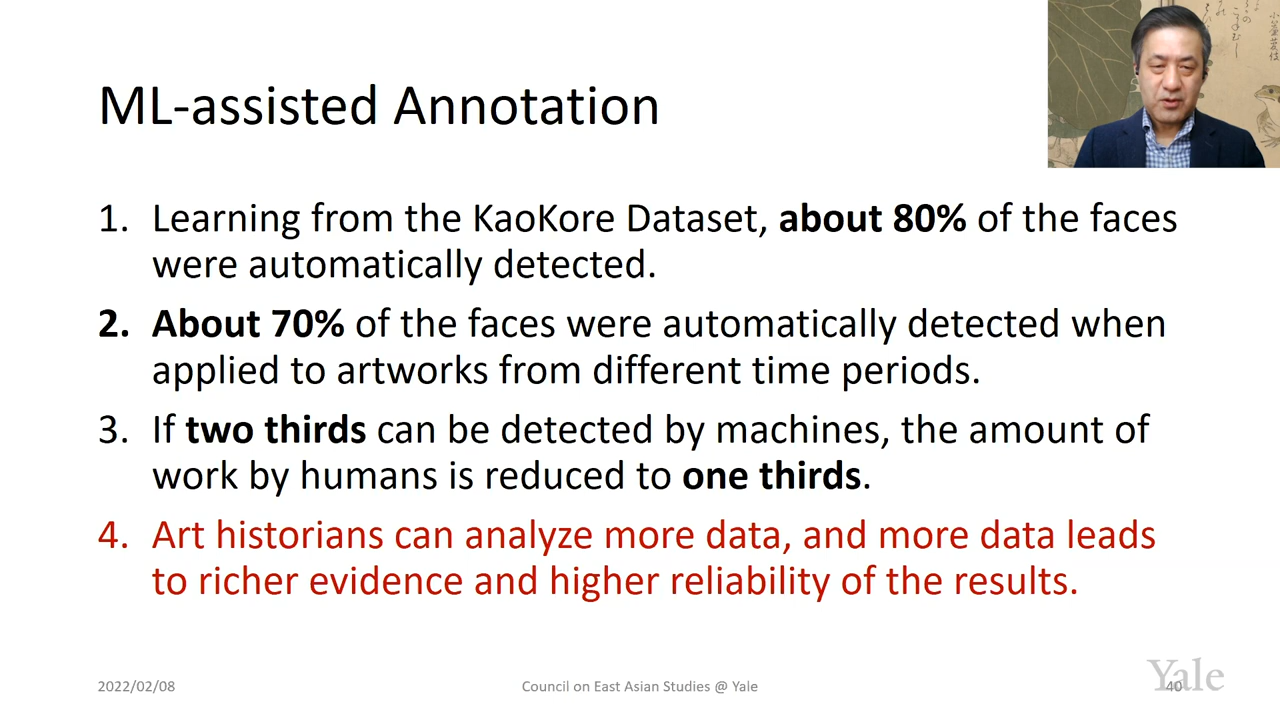 ML-assisted Annotation
1. Learning from the KaoKore Dataset, about 80% of the faces
were automatically detected.
2. About 70% of the faces were automatically detected when
applied to artworks from different time periods.
3. If two thirds can be detected by machines, the amount of
work by humans is reduced to one thirds.
4. Art historians can analyze more data, and more data leads
to richer evidence and higher reliability of the results.
2022/02/08
Council on East Asian Studies @ Yale
Yale
40